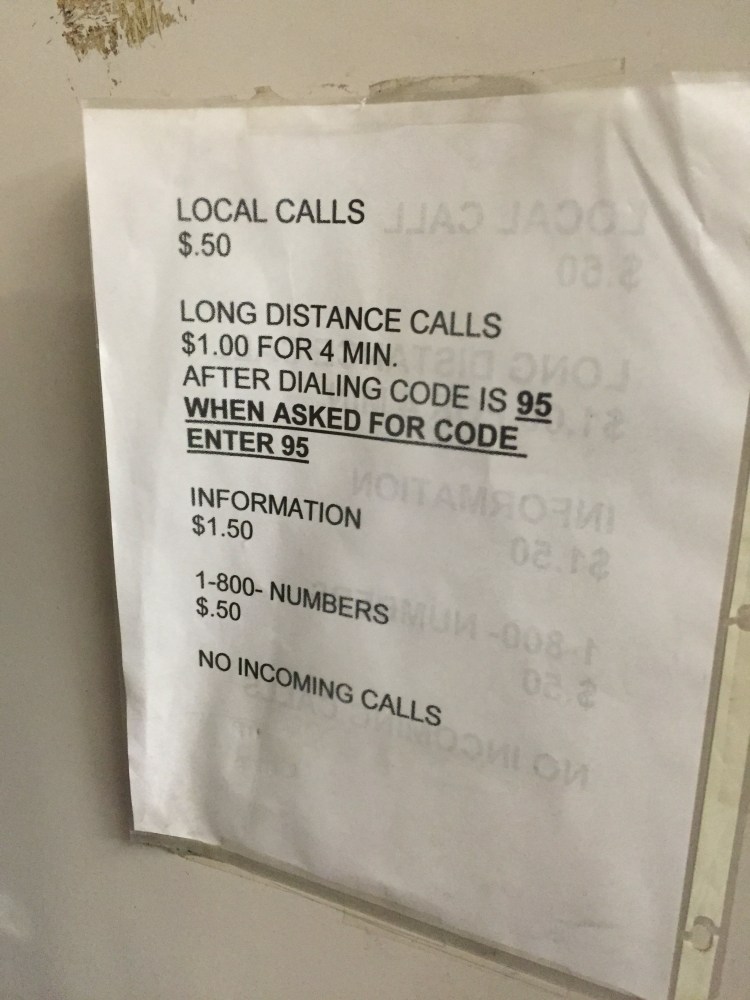 LOCAL CALLS
$.50
LONG DISTANCE CALLS
$1.00 FOR 4 MIN.
AFTER DIALING CODE IS 95
WHEN ASKED FOR CODE
ENTER 95
INFORMATION
$1.50
1-800- NUMBERS
$.50
NO INCOMING CALLS